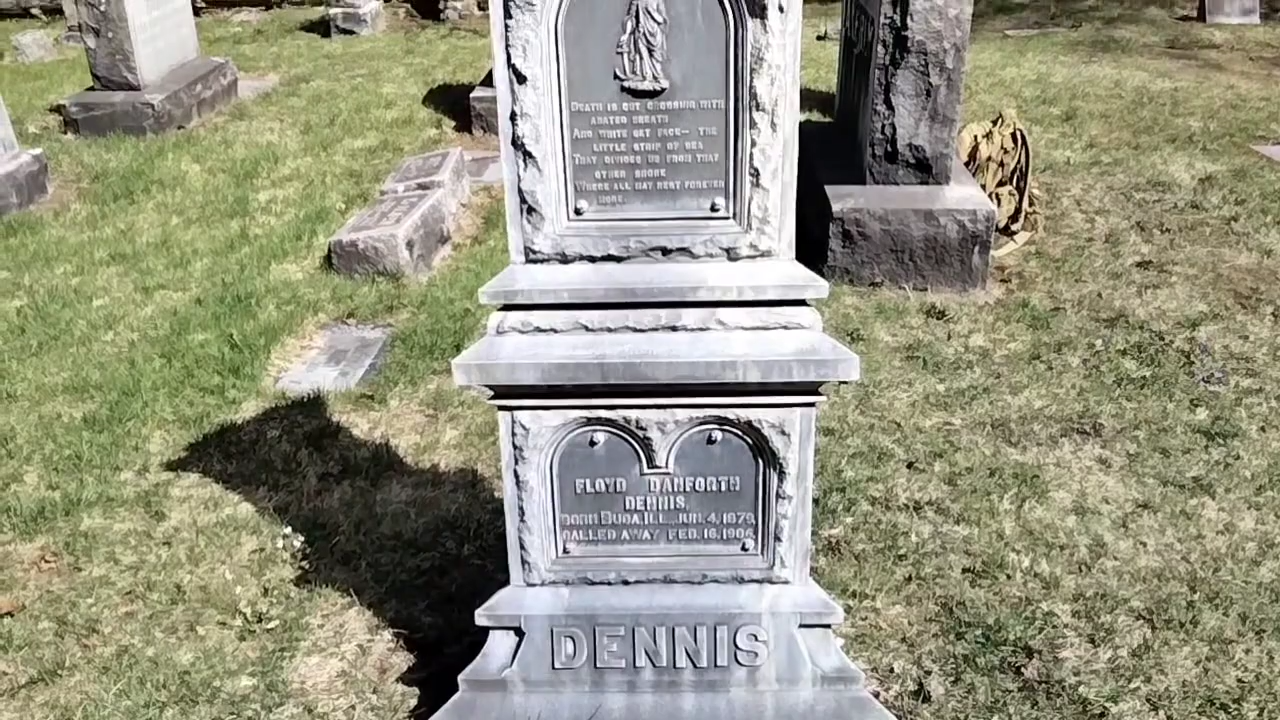 DEATH IS BUT CROSSING WITH
ABATED BREATH
AND WHITE SET FACE— THE
LITTLE STRIP OF SEA
THAT DIVIDES US FROM THAT
OTHER SHORE
WHERE ALL MAY REST FOREVER
MORE.
FLOYD DANFORTH
DENNIS,
BORN BUDA, ILL., JUN. 4, 1879,
CALLED AWAY FEB. 16, 1906.
DENNIS